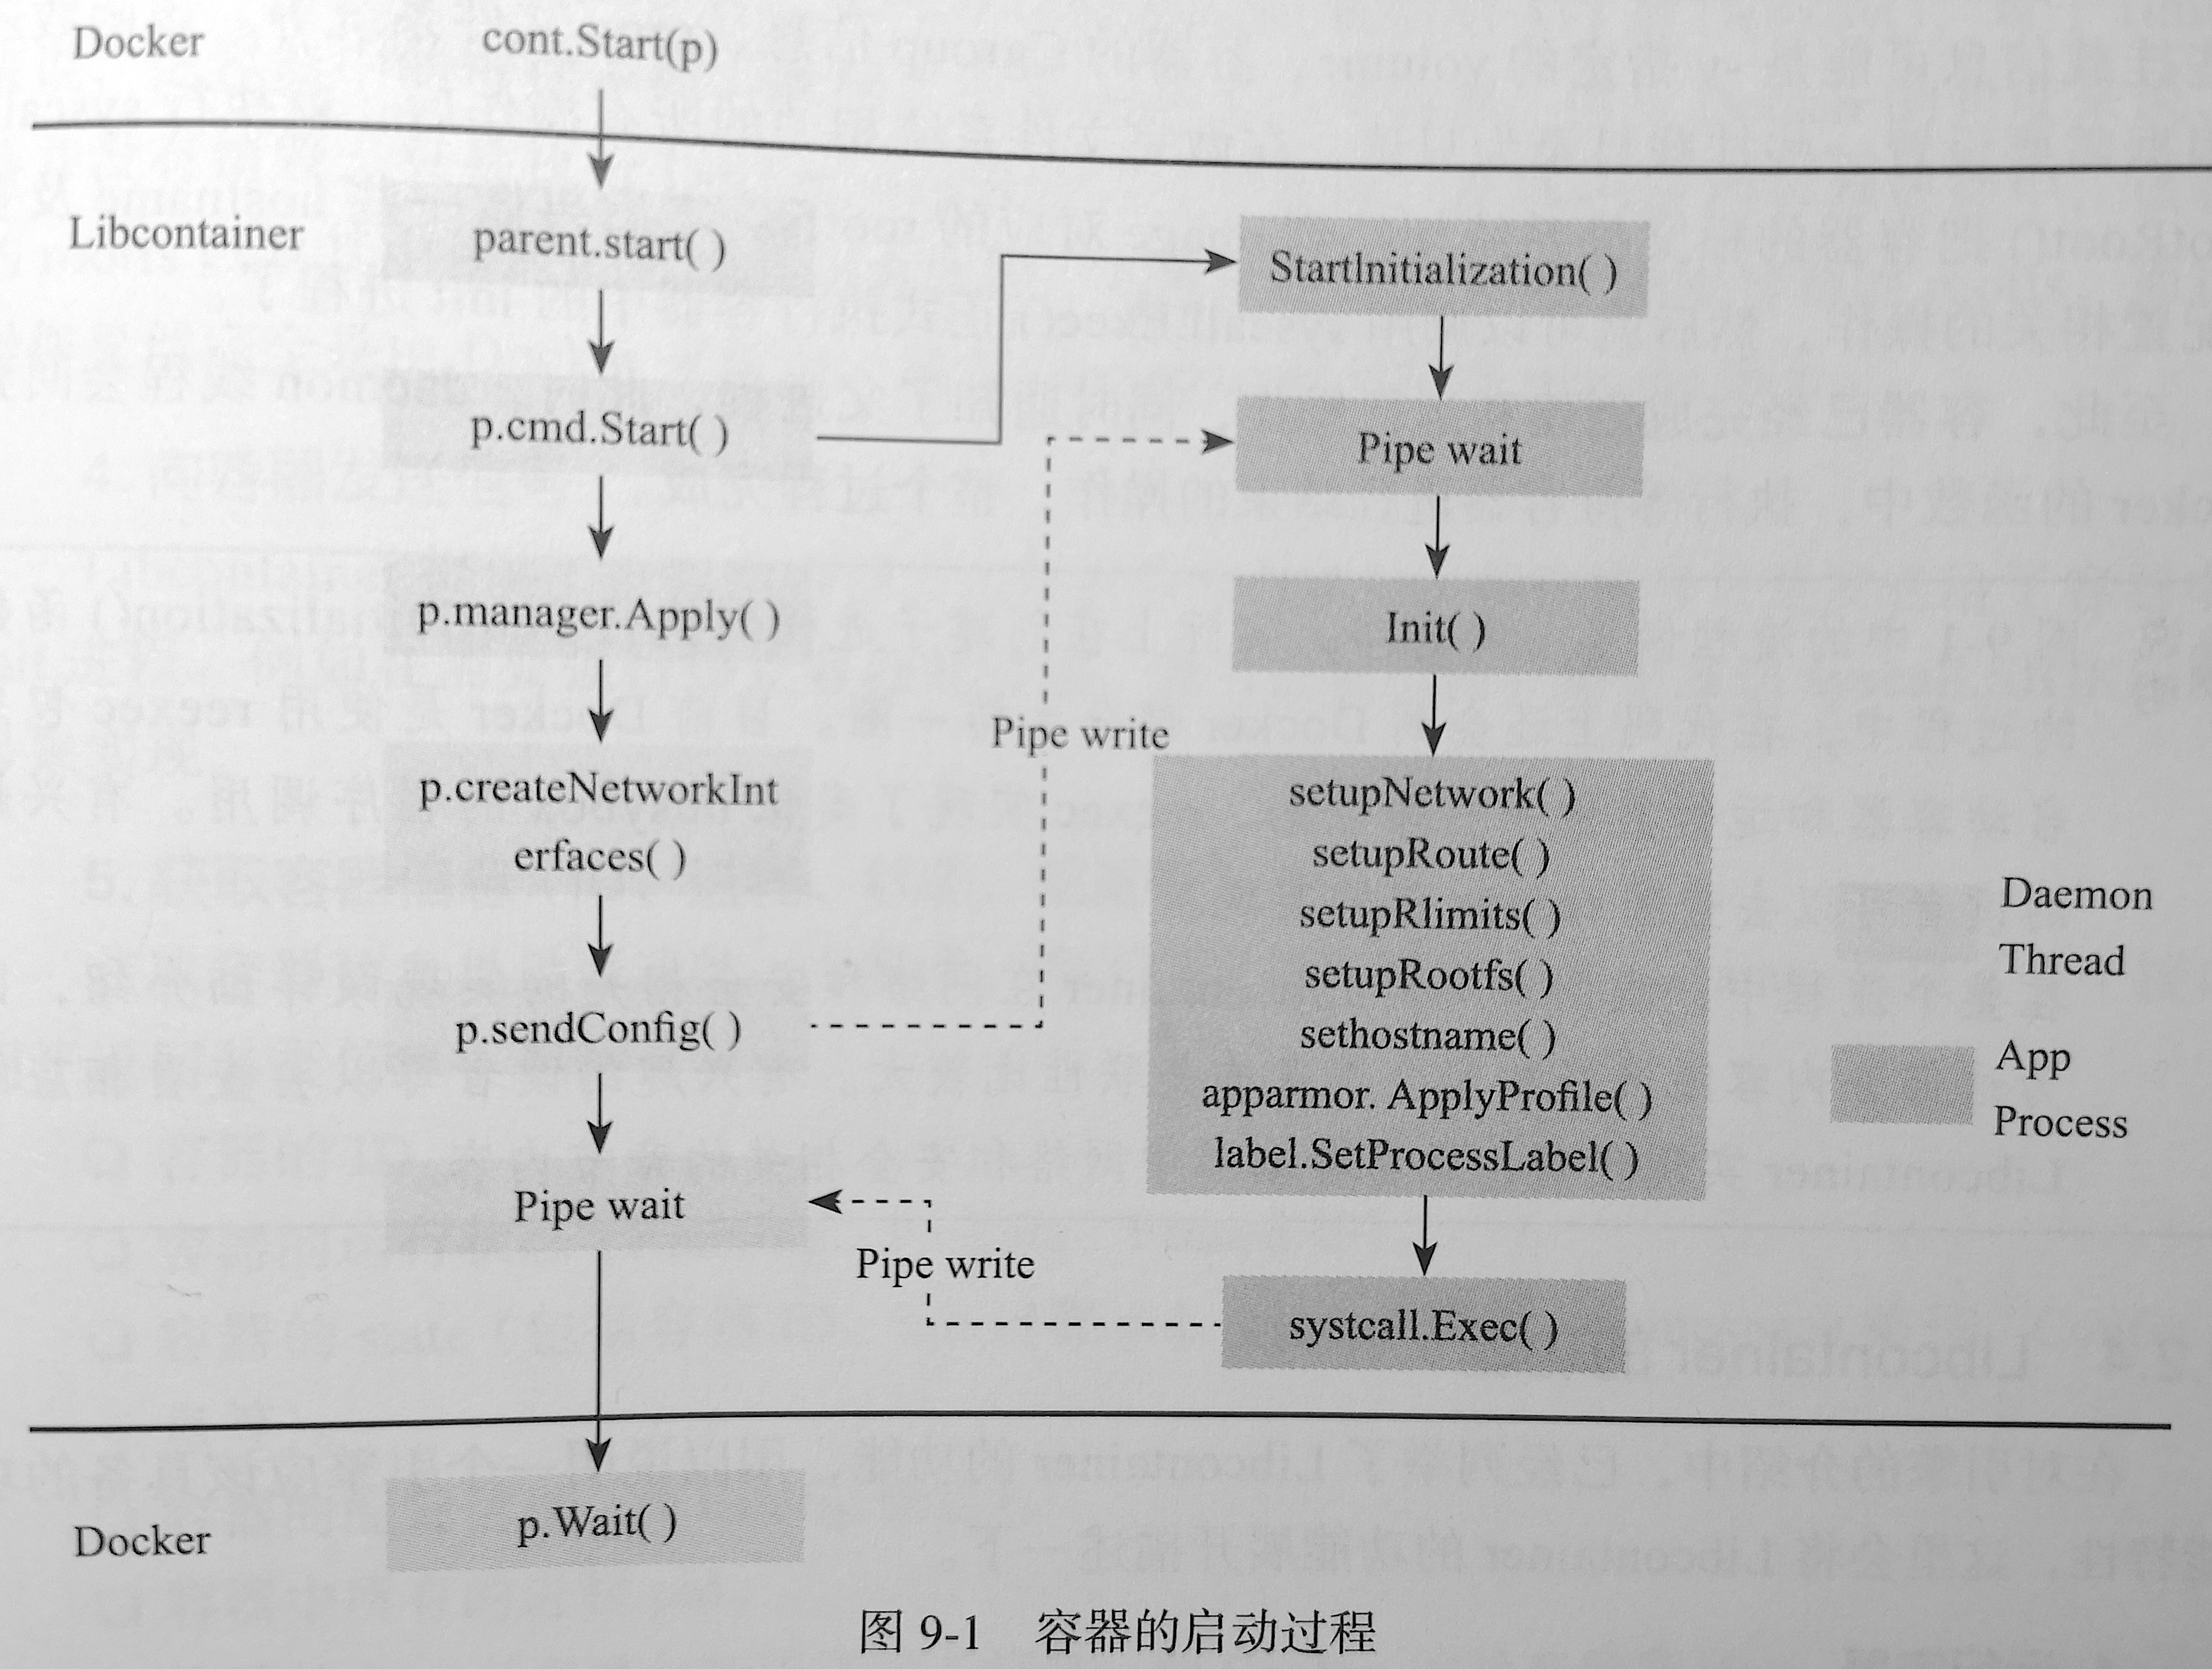 Docker
cont.Start(p)
Libcontainer
parent.start( )
p.cmd.Start( )
p.manager.Apply( )
p.createNetworkInt
erfaces( )
p.sendConfig( )
Pipe wait
Pipe write
Pipe write
StartInitialization( )
Pipe wait
Init( )
setupNetwork( )
setupRoute( )
setupRlimits( )
setupRootfs( )
sethostname( )
apparmor. ApplyProfile( )
label.SetProcessLabel( )
systcall.Exec( )
Daemon
Thread
App
Process
Docker
p.Wait( )
图 9-1 容器的启动过程